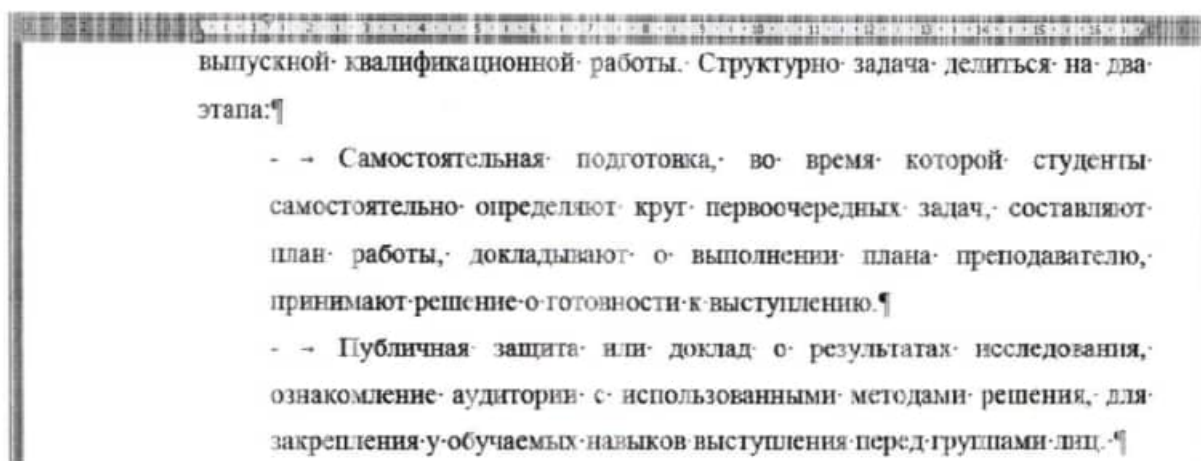 выпускной квалификационной работы. Структурно задача делиться на два
этапа:¶
- → Самостоятельная подготовка, во время которой студенты
самостоятельно определяют круг первоочередных задач, составляют
план работы, докладывают о выполнении плана преподавателю,
принимают решение о готовности к выступлению.¶
- → Публичная защита или доклад о результатах исследования,
ознакомление аудитории с использованными методами решения, для
закрепления у обучаемых навыков выступления перед группами лиц. ¶